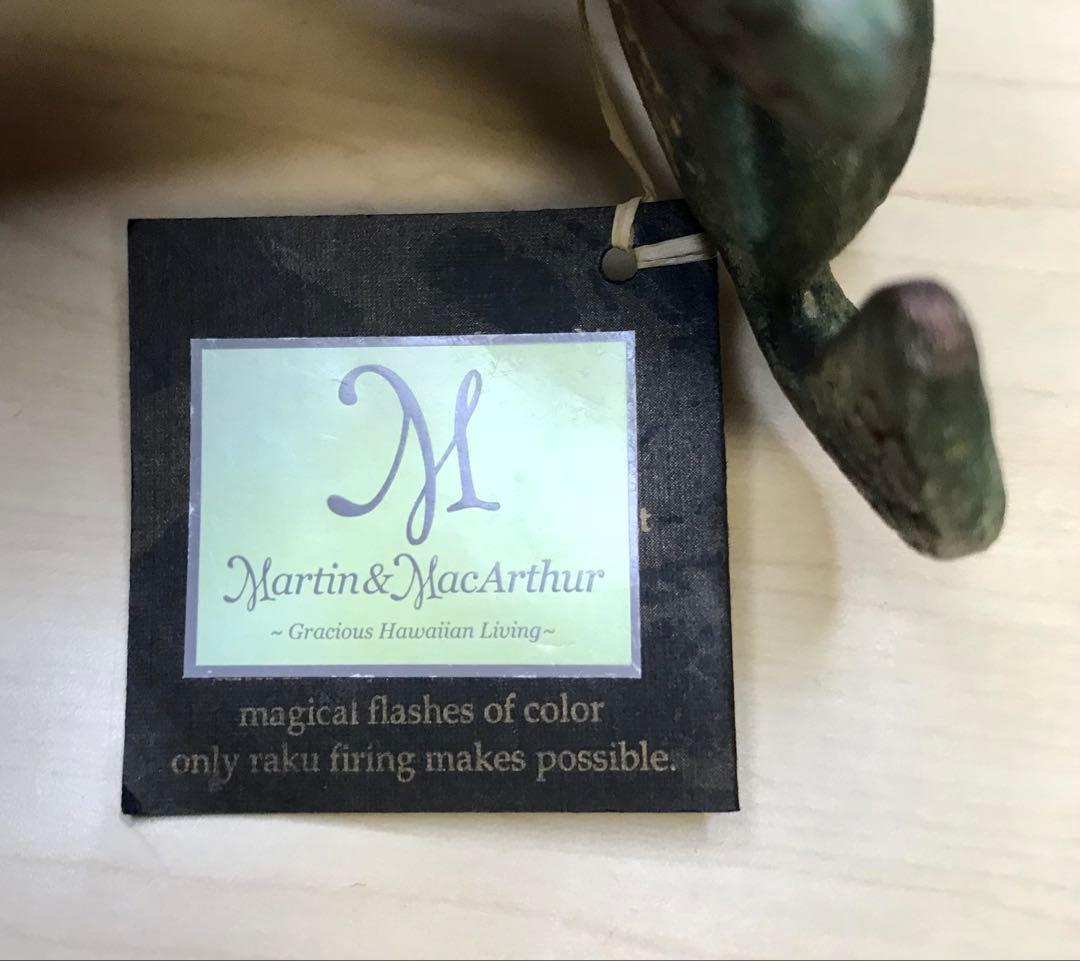 M
Martin & MacArthur
~ Gracious Hawaiian Living ~
t
magical flashes of color
only raku firing makes possible.